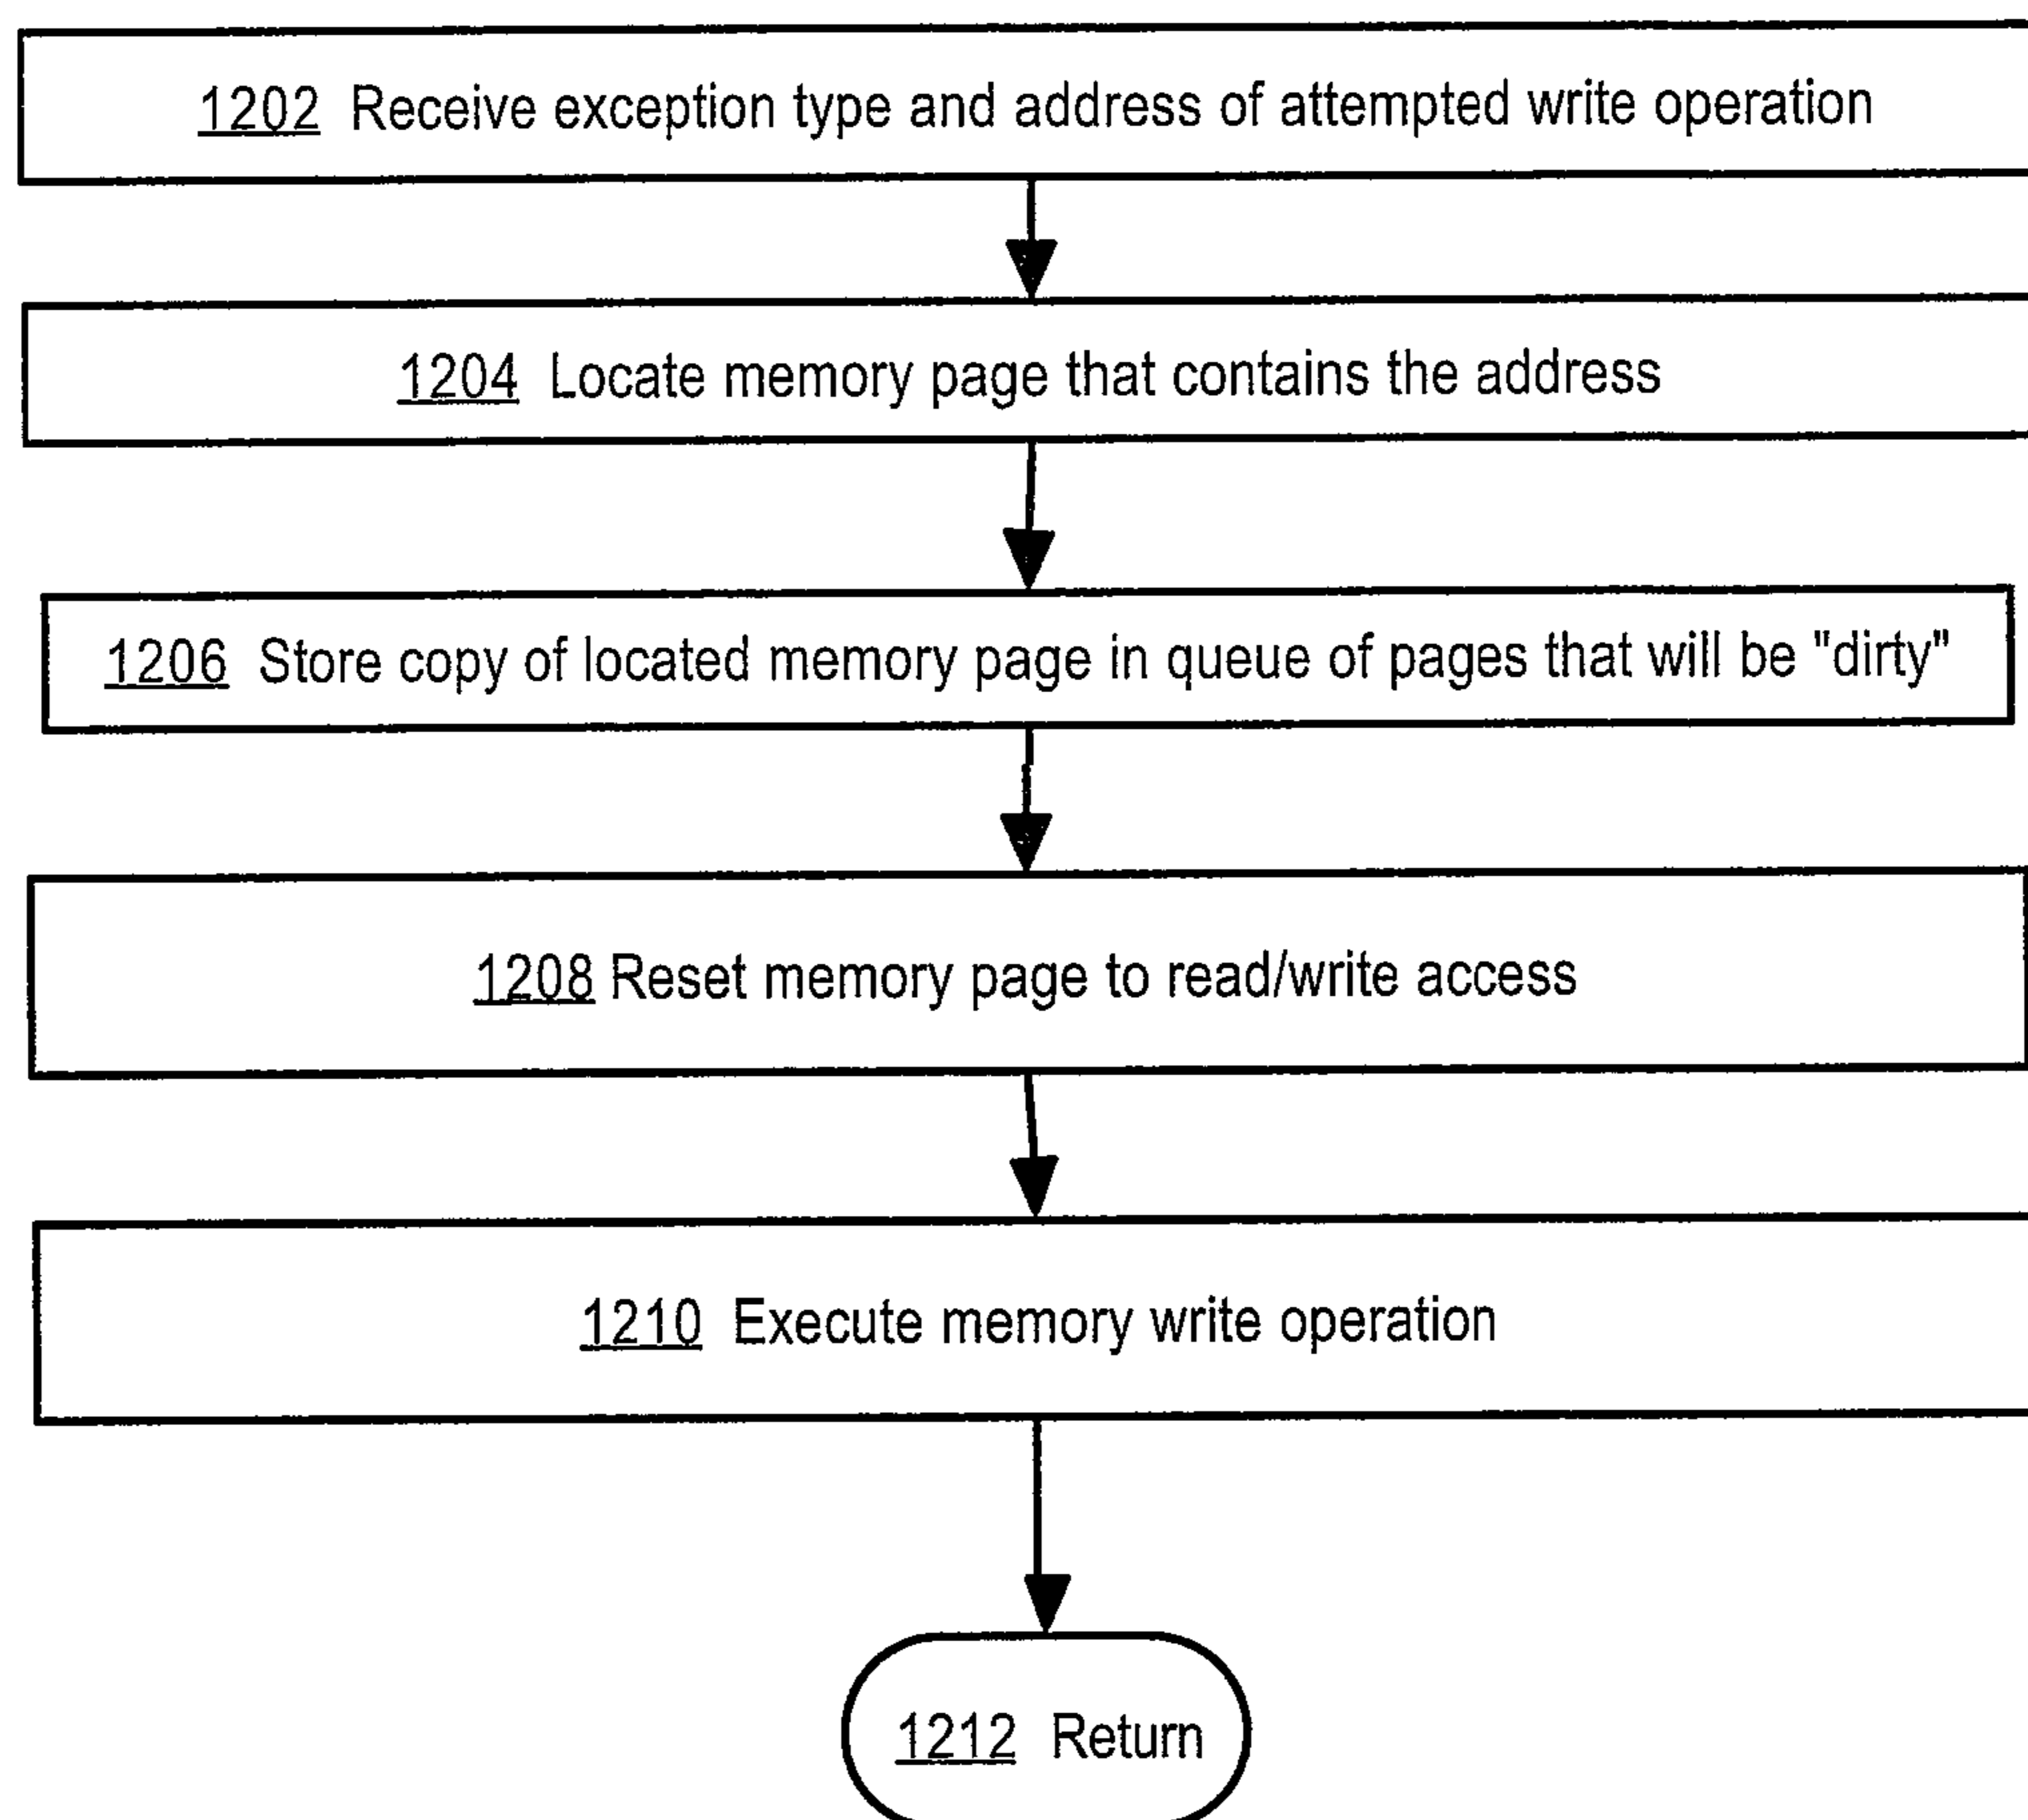 1202 Receive exception type and address of attempted write operation
1204 Locate memory page that contains the address
1206 Store copy of located memory page in queue of pages that will be "dirty"
1208 Reset memory page to read/write access
1210 Execute memory write operation
1212 Return